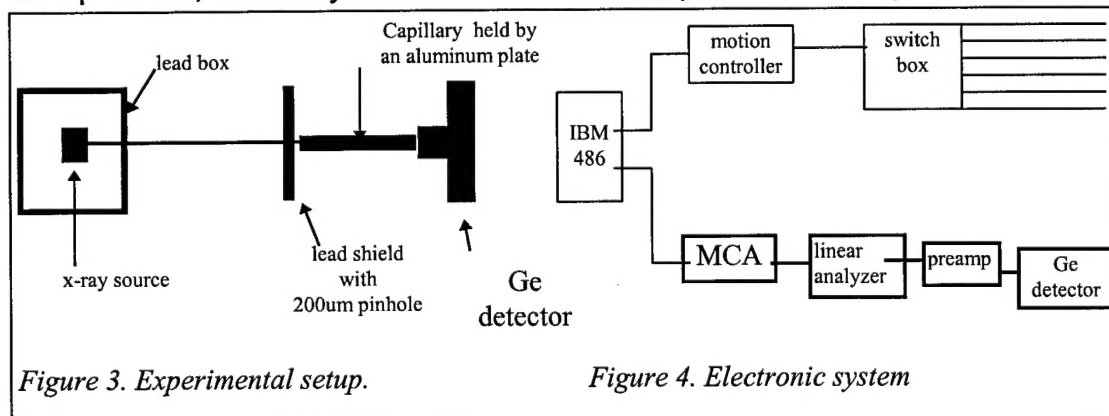 Capillary held by
an aluminum plate
lead box
x-ray source
lead shield
with
200um pinhole
Ge
detector
Figure 3. Experimental setup.
motion
controller
switch
box
IBM
486
MCA
linear
analyzer
preamp
Ge
detector
Figure 4. Electronic system